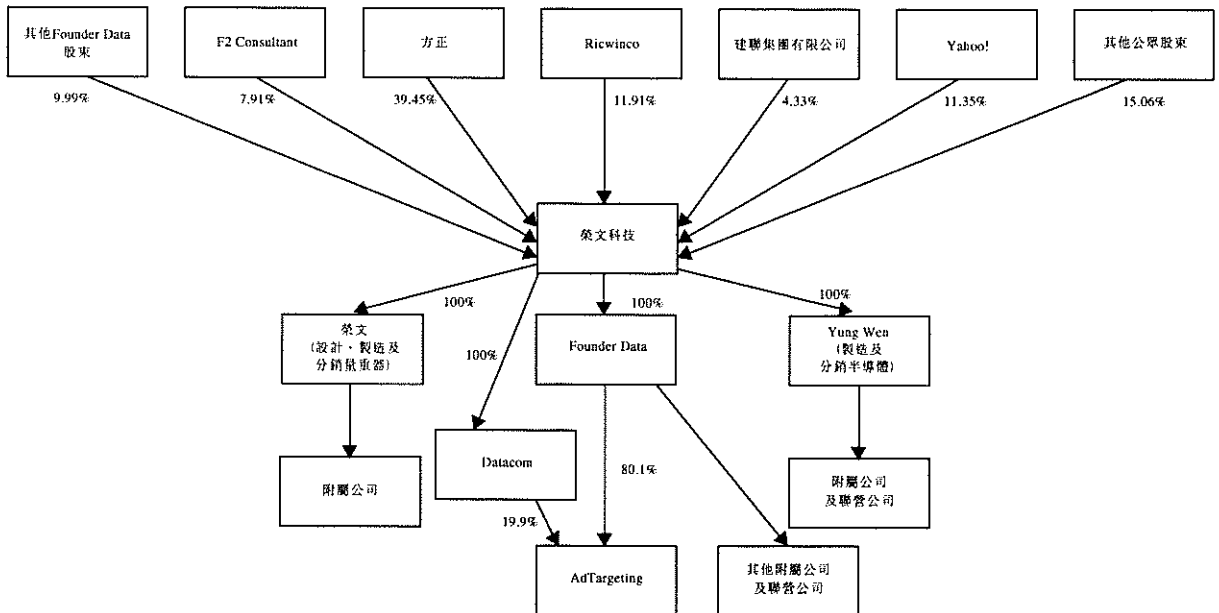 其他Founder Data
股東
F2 Consultant
方正
Ricwinco
建聯集團有限公司
Yahoo!
其他公眾股東
9.99%
7.91%
39.45%
11.91%
4.33%
11.35%
15.06%
榮文科技
100%
100%
100%
100%
榮文
(設計、製造及
分銷量重器)
Founder Data
Yung Wen
(製造及
分銷半導體)
附屬公司
Datacom
80.1%
附屬公司
及聯營公司
19.9%
AdTargeting
其他附屬公司
及聯營公司